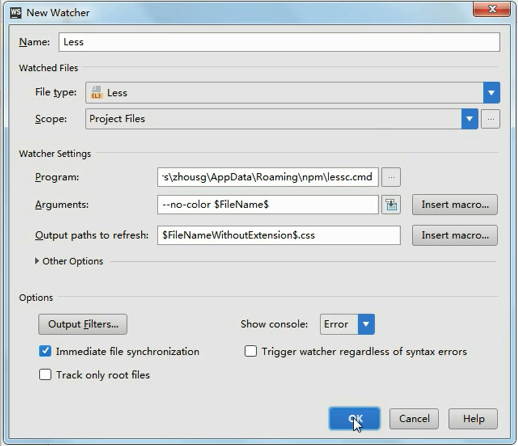 WS New Watcher
Name: Less
Watched Files
File type: Less
Scope: Project Files ...
Watcher Settings
Program: s\zhousg\AppData\Roaming\npm\lessc.cmd ...
Arguments: --no-color $FileName$ Insert macro...
Output paths to refresh: $FileNameWithoutExtension$.css Insert macro...
Other Options
Options
Output Filters... Show console: Error
Immediate file synchronization Trigger watcher regardless of syntax errors
Track only root files
OK Cancel Help